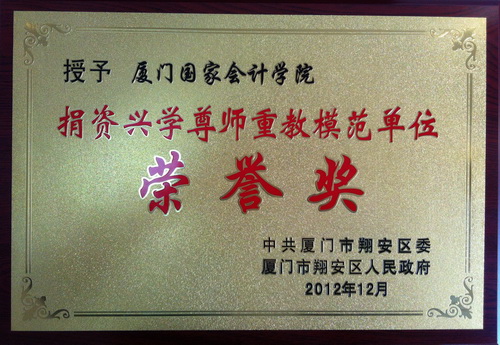 授予 厦门国家会计学院
捐资兴学尊师重教模范单位
荣誉奖
中共厦门市翔安区委
厦门市翔安区人民政府
2012年12月